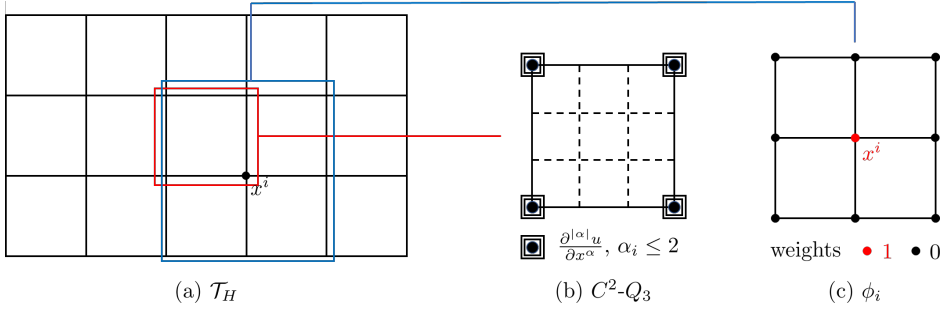 x^i
x^i
∂^{|α|}u/∂x^α, α_i ≤ 2
weights 1 0
(a) 𝒯_H
(b) C^2-Q_3
(c) ϕ_i